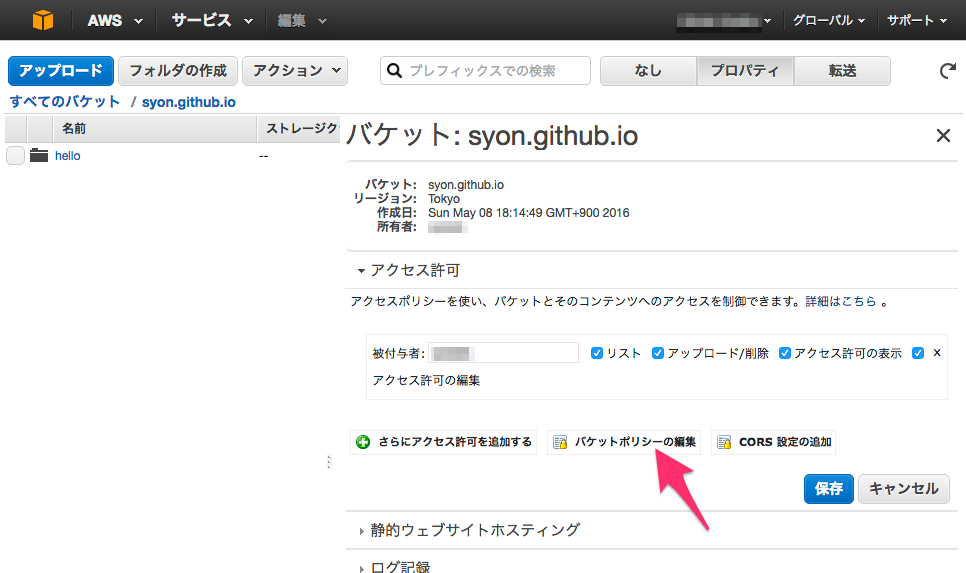 AWS サービス 編集 グローバル サポート
アップロード フォルダの作成 アクション プレフィックスでの検索 なし プロパティ 転送
すべてのバケット / syon.github.io
名前 ストレージク
hello --
バケット: syon.github.io
バケット: syon.github.io
リージョン: Tokyo
作成日: Sun May 08 18:14:49 GMT+900 2016
所有者:
アクセス許可
アクセスポリシーを使い、バケットとそのコンテンツへのアクセスを制御できます。詳細はこちら 。
被付与者: リスト アップロード/削除 アクセス許可の表示 x
アクセス許可の編集
さらにアクセス許可を追加する バケットポリシーの編集 CORS 設定の追加
保存 キャンセル
静的ウェブサイトホスティング
ログ記録